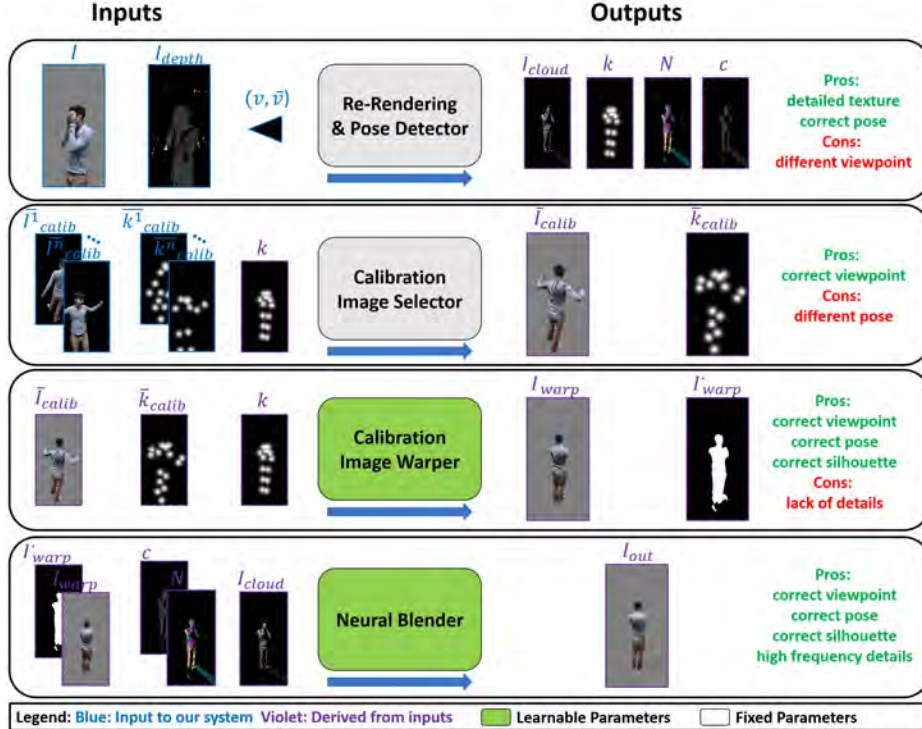 Inputs
Outputs
I
I_depth
(v, v̄)
Re-Rendering
& Pose Detector
I_cloud
k
N
c
Pros:
detailed texture
correct pose
Cons:
different viewpoint
Ī¹_calib
k̄¹_calib
...
...
Īⁿ_calib
k̄ⁿ_calib
k
Calibration
Image Selector
Ī_calib
k̄_calib
Pros:
correct viewpoint
Cons:
different pose
Ī_calib
k̄_calib
k
Calibration
Image Warper
I_warp
I˙_warp
Pros:
correct viewpoint
correct pose
correct silhouette
Cons:
lack of details
I˙_warp
I_warp
c
N
I_cloud
Neural Blender
I_out
Pros:
correct viewpoint
correct pose
correct silhouette
high frequency details
Legend: Blue: Input to our system Violet: Derived from inputs Learnable Parameters Fixed Parameters